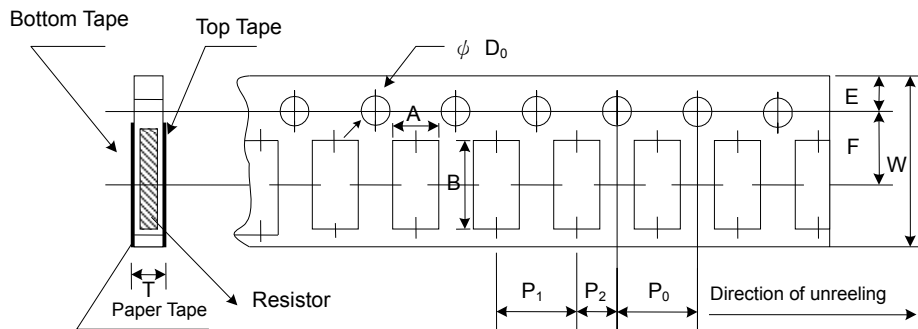 Bottom Tape
Top Tape
ψ D₀
A
B
E
F
W
T
Paper Tape
Resistor
P₁
P₂
P₀
Direction of unreeling